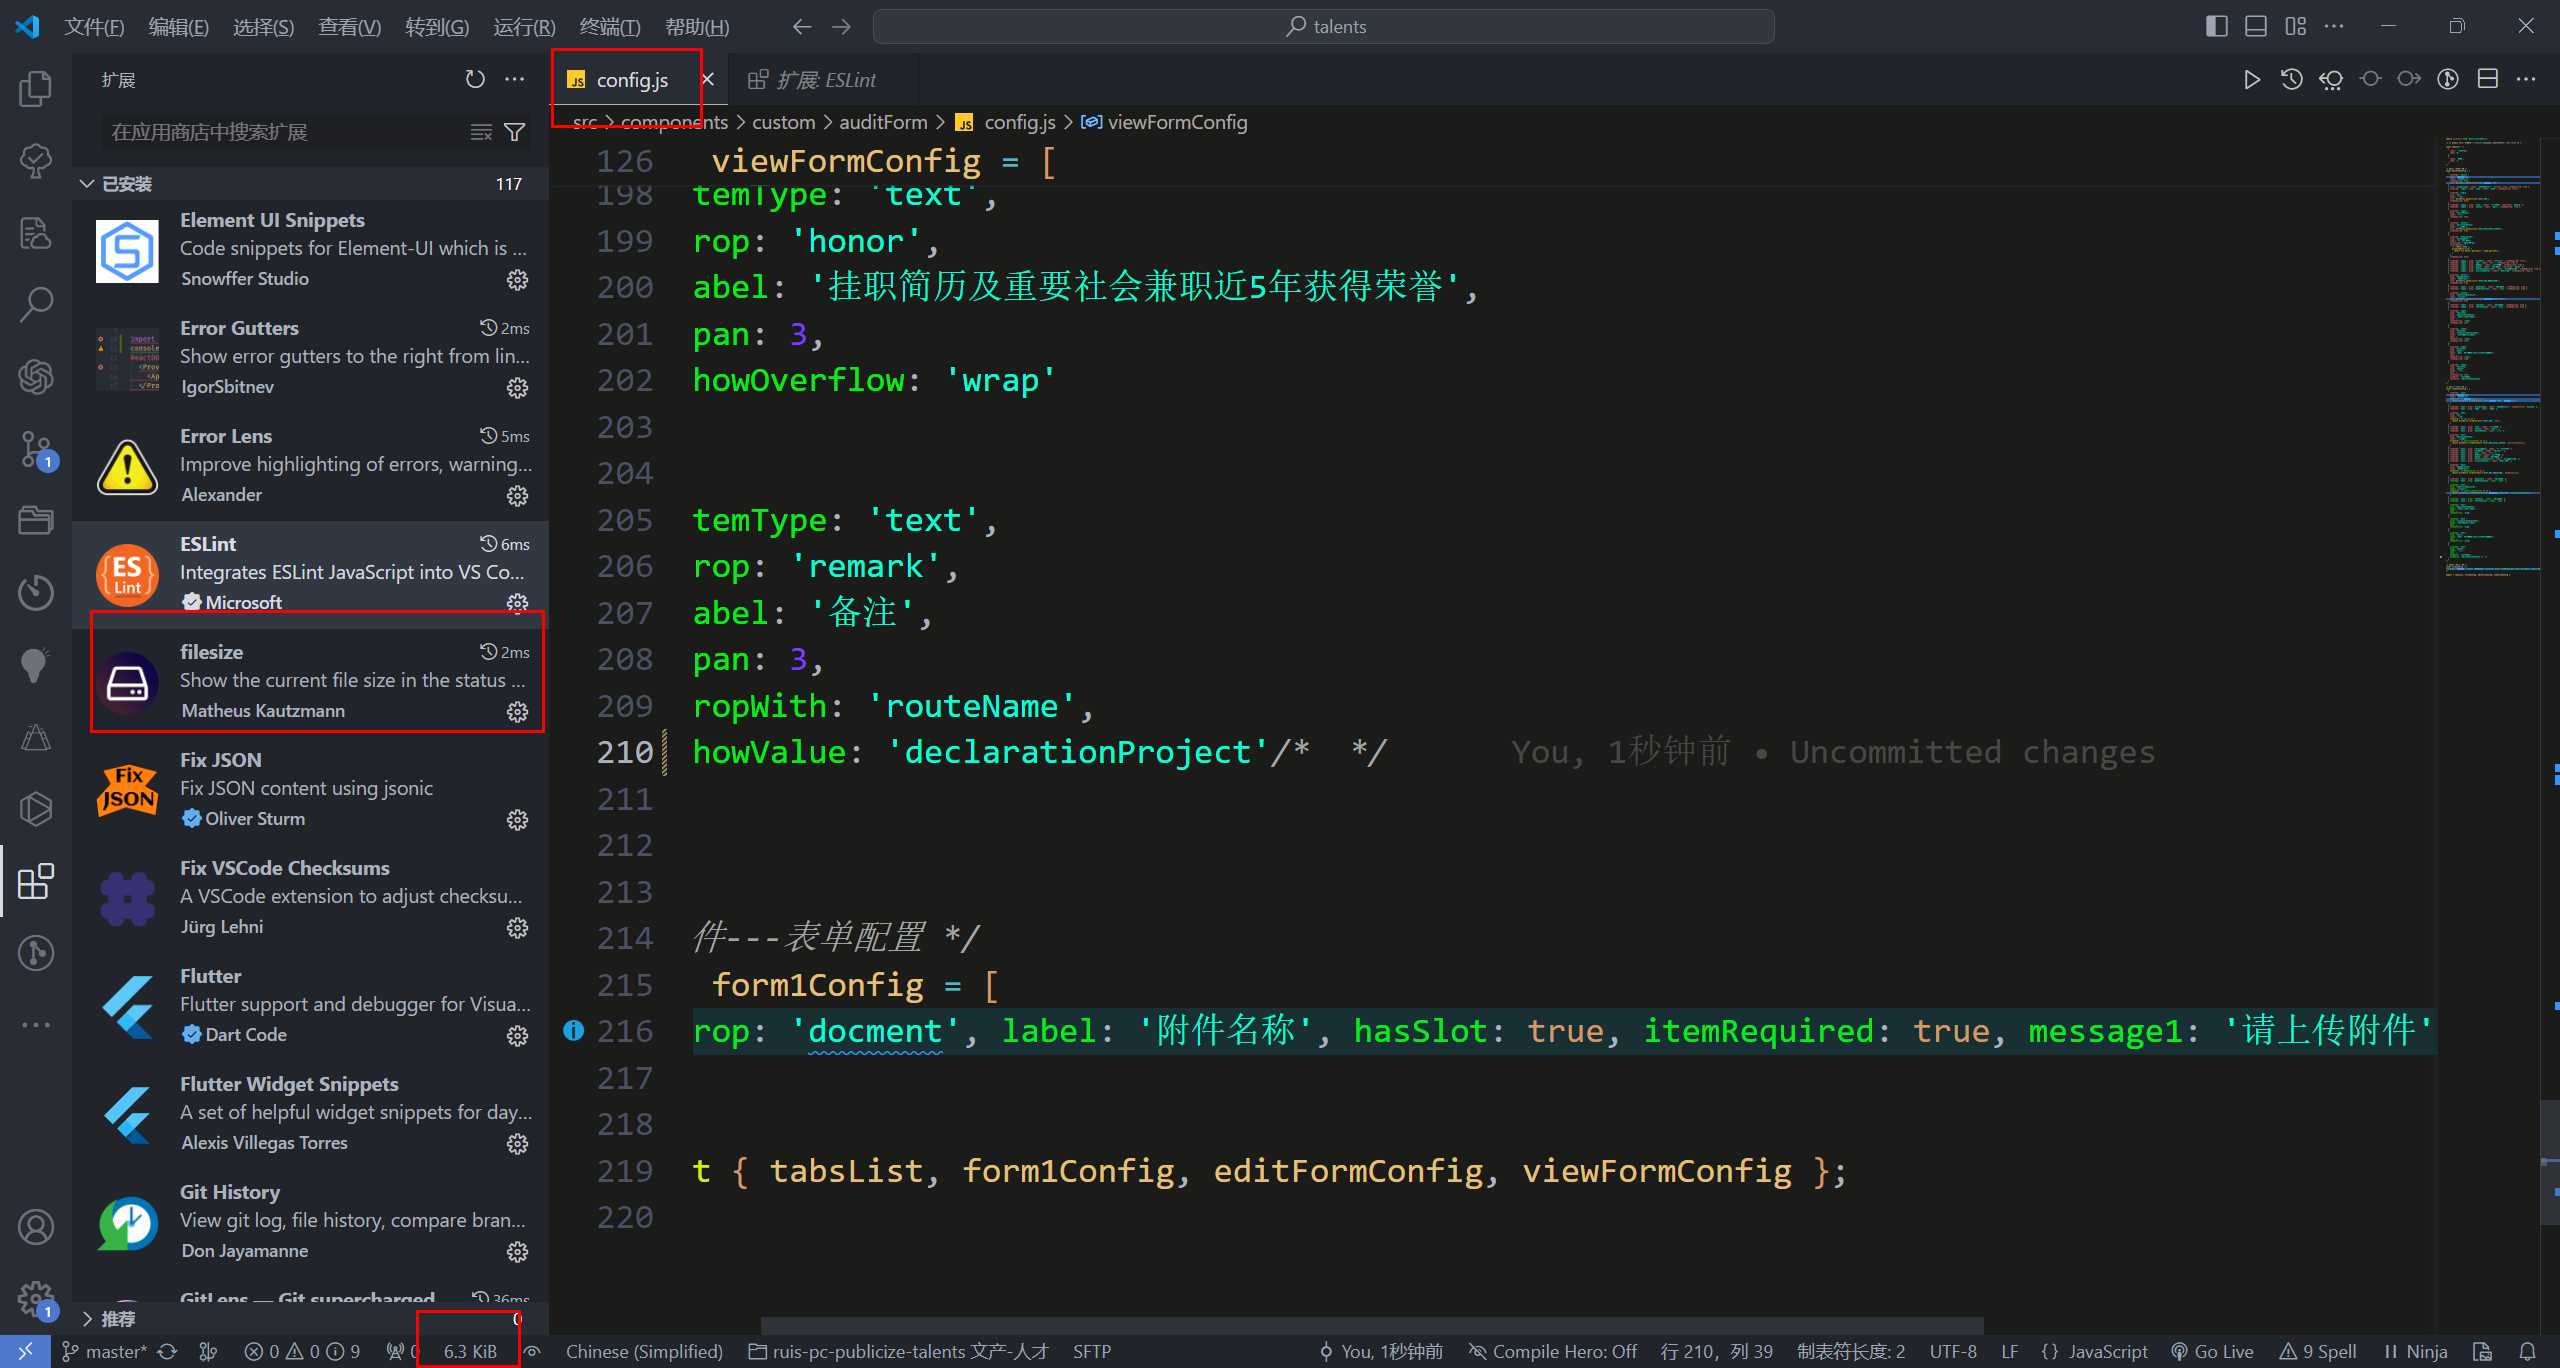 文件(F) 编辑(E) 选择(S) 查看(V) 转到(G) 运行(R) 终端(T) 帮助(H)
talents
扩展
在应用商店中搜索扩展
已安装 117
Element UI Snippets
Code snippets for Element-UI which is ...
Snowffer Studio
Error Gutters 2ms
Show error gutters to the right from lin...
IgorSbitnev
Error Lens 5ms
Improve highlighting of errors, warning...
Alexander
ESLint 6ms
Integrates ESLint JavaScript into VS Co...
Microsoft
filesize 2ms
Show the current file size in the status ...
Matheus Kautzmann
Fix JSON
Fix JSON content using jsonic
Oliver Sturm
Fix VSCode Checksums
A VSCode extension to adjust checksu...
Jürg Lehni
Flutter
Flutter support and debugger for Visua...
Dart Code
Flutter Widget Snippets
A set of helpful widget snippets for day...
Alexis Villegas Torres
Git History
View git log, file history, compare bran...
Don Jayamanne
GitLens — Git supercharged 36ms
推荐 0
JS config.js 扩展: ESLint
src > components > custom > auditForm > JS config.js > viewFormConfig
126 viewFormConfig = [
198 temType: 'text',
199 rop: 'honor',
200 abel: '挂职简历及重要社会兼职近5年获得荣誉',
201 pan: 3,
202 howOverflow: 'wrap'
203
204
205 temType: 'text',
206 rop: 'remark',
207 abel: '备注',
208 pan: 3,
209 ropWith: 'routeName',
210 howValue: 'declarationProject'/*  */ You, 1秒钟前 • Uncommitted changes
211
212
213
214 件---表单配置 */
215 form1Config = [
216 rop: 'docment', label: '附件名称', hasSlot: true, itemRequired: true, message1: '请上传附件'
217
218
219 t { tabsList, form1Config, editFormConfig, viewFormConfig };
220
1
1
ES Lint
Fix JSON
master* 0 0 9 0 6.3 KiB Chinese (Simplified) ruis-pc-publicize-talents 文产-人才 SFTP You, 1秒钟前 Compile Hero: Off 行 210，列 39 制表符长度: 2 UTF-8 LF {} JavaScript Go Live 9 Spell Ninja